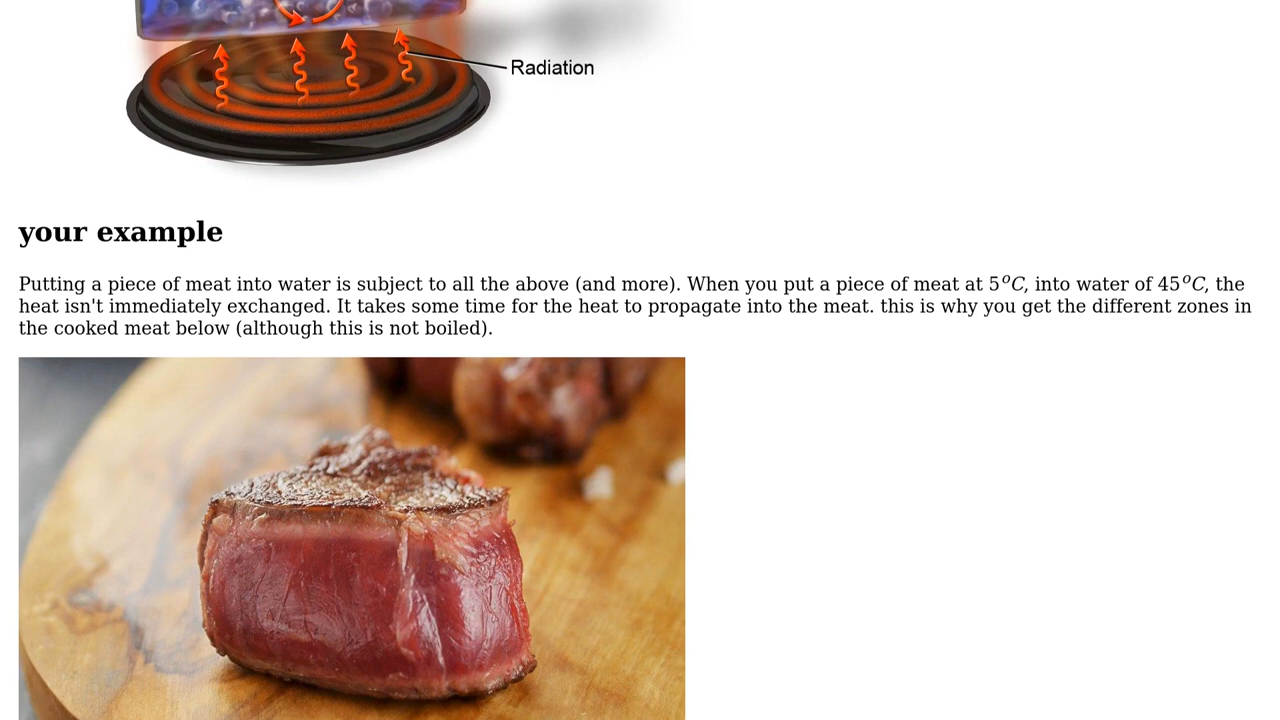 Radiation
your example
Putting a piece of meat into water is subject to all the above (and more). When you put a piece of meat at 5°C, into water of 45°C, the
heat isn't immediately exchanged. It takes some time for the heat to propagate into the meat. this is why you get the different zones in
the cooked meat below (although this is not boiled).